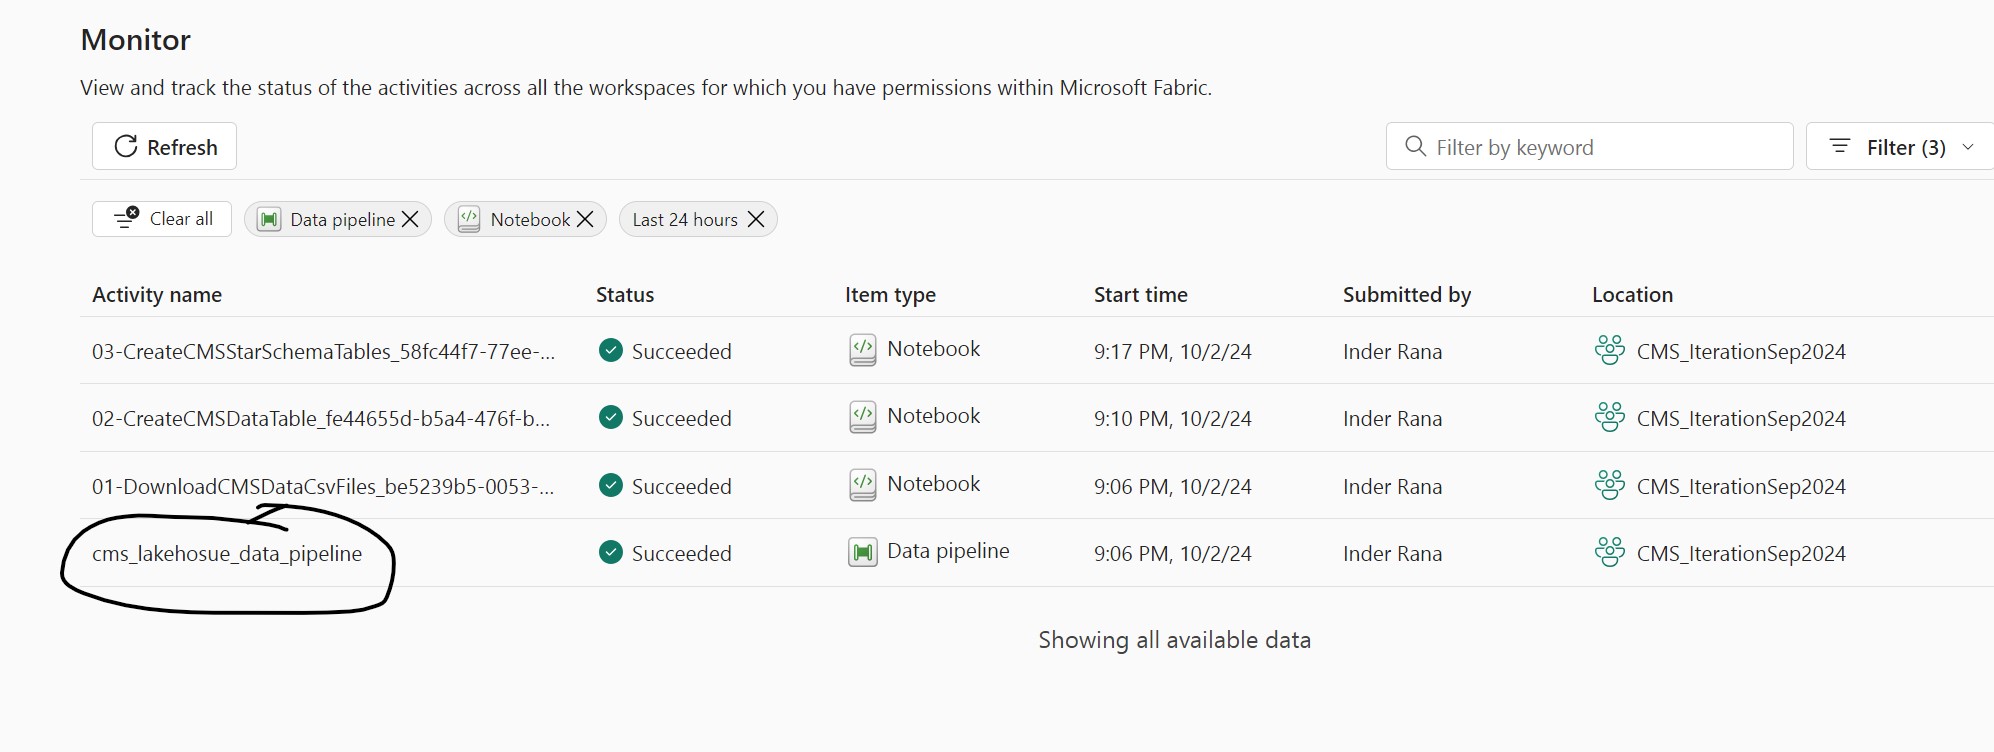 Monitor
View and track the status of the activities across all the workspaces for which you have permissions within Microsoft Fabric.
Refresh Filter by keyword Filter (3)
Clear all Data pipeline Notebook Last 24 hours
Activity name Status Item type Start time Submitted by Location
03-CreateCMSStarSchemaTables_58fc44f7-77ee-... Succeeded Notebook 9:17 PM, 10/2/24 Inder Rana CMS_IterationSep2024
02-CreateCMSDataTable_fe44655d-b5a4-476f-b... Succeeded Notebook 9:10 PM, 10/2/24 Inder Rana CMS_IterationSep2024
01-DownloadCMSDataCsvFiles_be5239b5-0053-... Succeeded Notebook 9:06 PM, 10/2/24 Inder Rana CMS_IterationSep2024
cms_lakehosue_data_pipeline Succeeded Data pipeline 9:06 PM, 10/2/24 Inder Rana CMS_IterationSep2024
Showing all available data